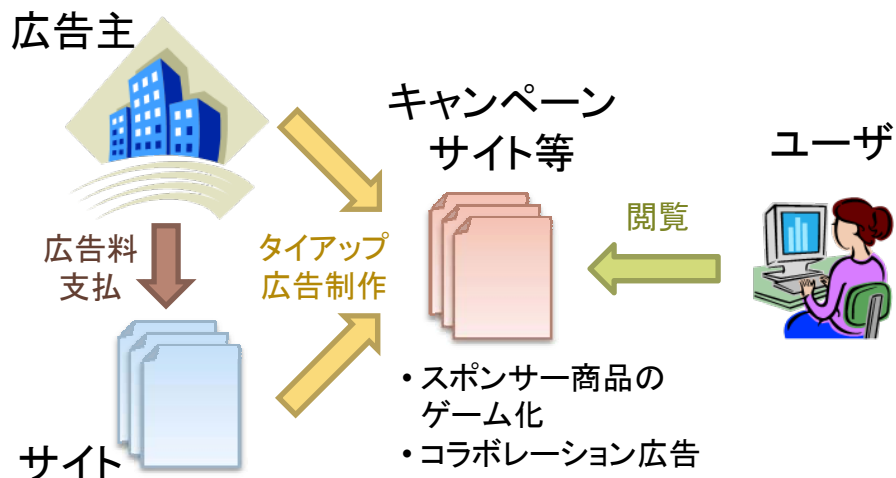 広告主
キャンペーン
サイト等
ユーザ
広告料
支払
タイアップ
広告制作
閲覧
サイト
・スポンサー商品の
ゲーム化
・コラボレーション広告